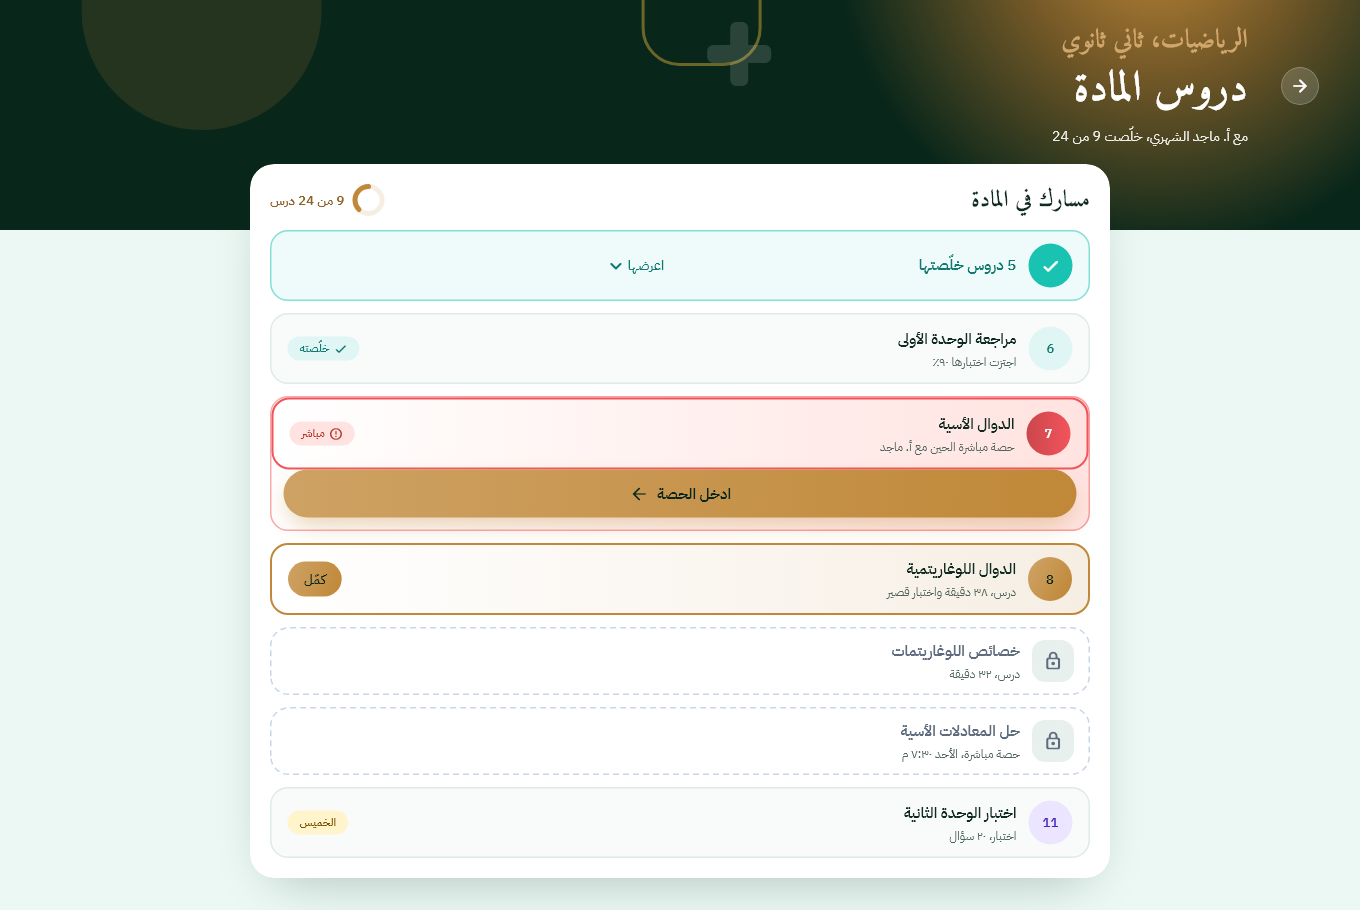 الرياضيات، ثاني ثانوي
دروس المادة
مع أ. ماجد الشهري، خلّصت 9 من 24
مسارك في المادة
9 من 24 درس
5 دروس خلّصتها
اعرضها
6
مراجعة الوحدة الأولى
اجتزت اختبارها ٩٠٪
خلّصته
7
الدوال الأسية
حصة مباشرة الحين مع أ. ماجد
مباشر
ادخل الحصة
8
الدوال اللوغاريتمية
درس، ٣٨ دقيقة واختبار قصير
كمّل
خصائص اللوغاريتمات
درس، ٣٢ دقيقة
حل المعادلات الأسية
حصة مباشرة، الأحد ٧:٣٠ م
11
اختبار الوحدة الثانية
اختبار، ٢٠ سؤال
الخميس